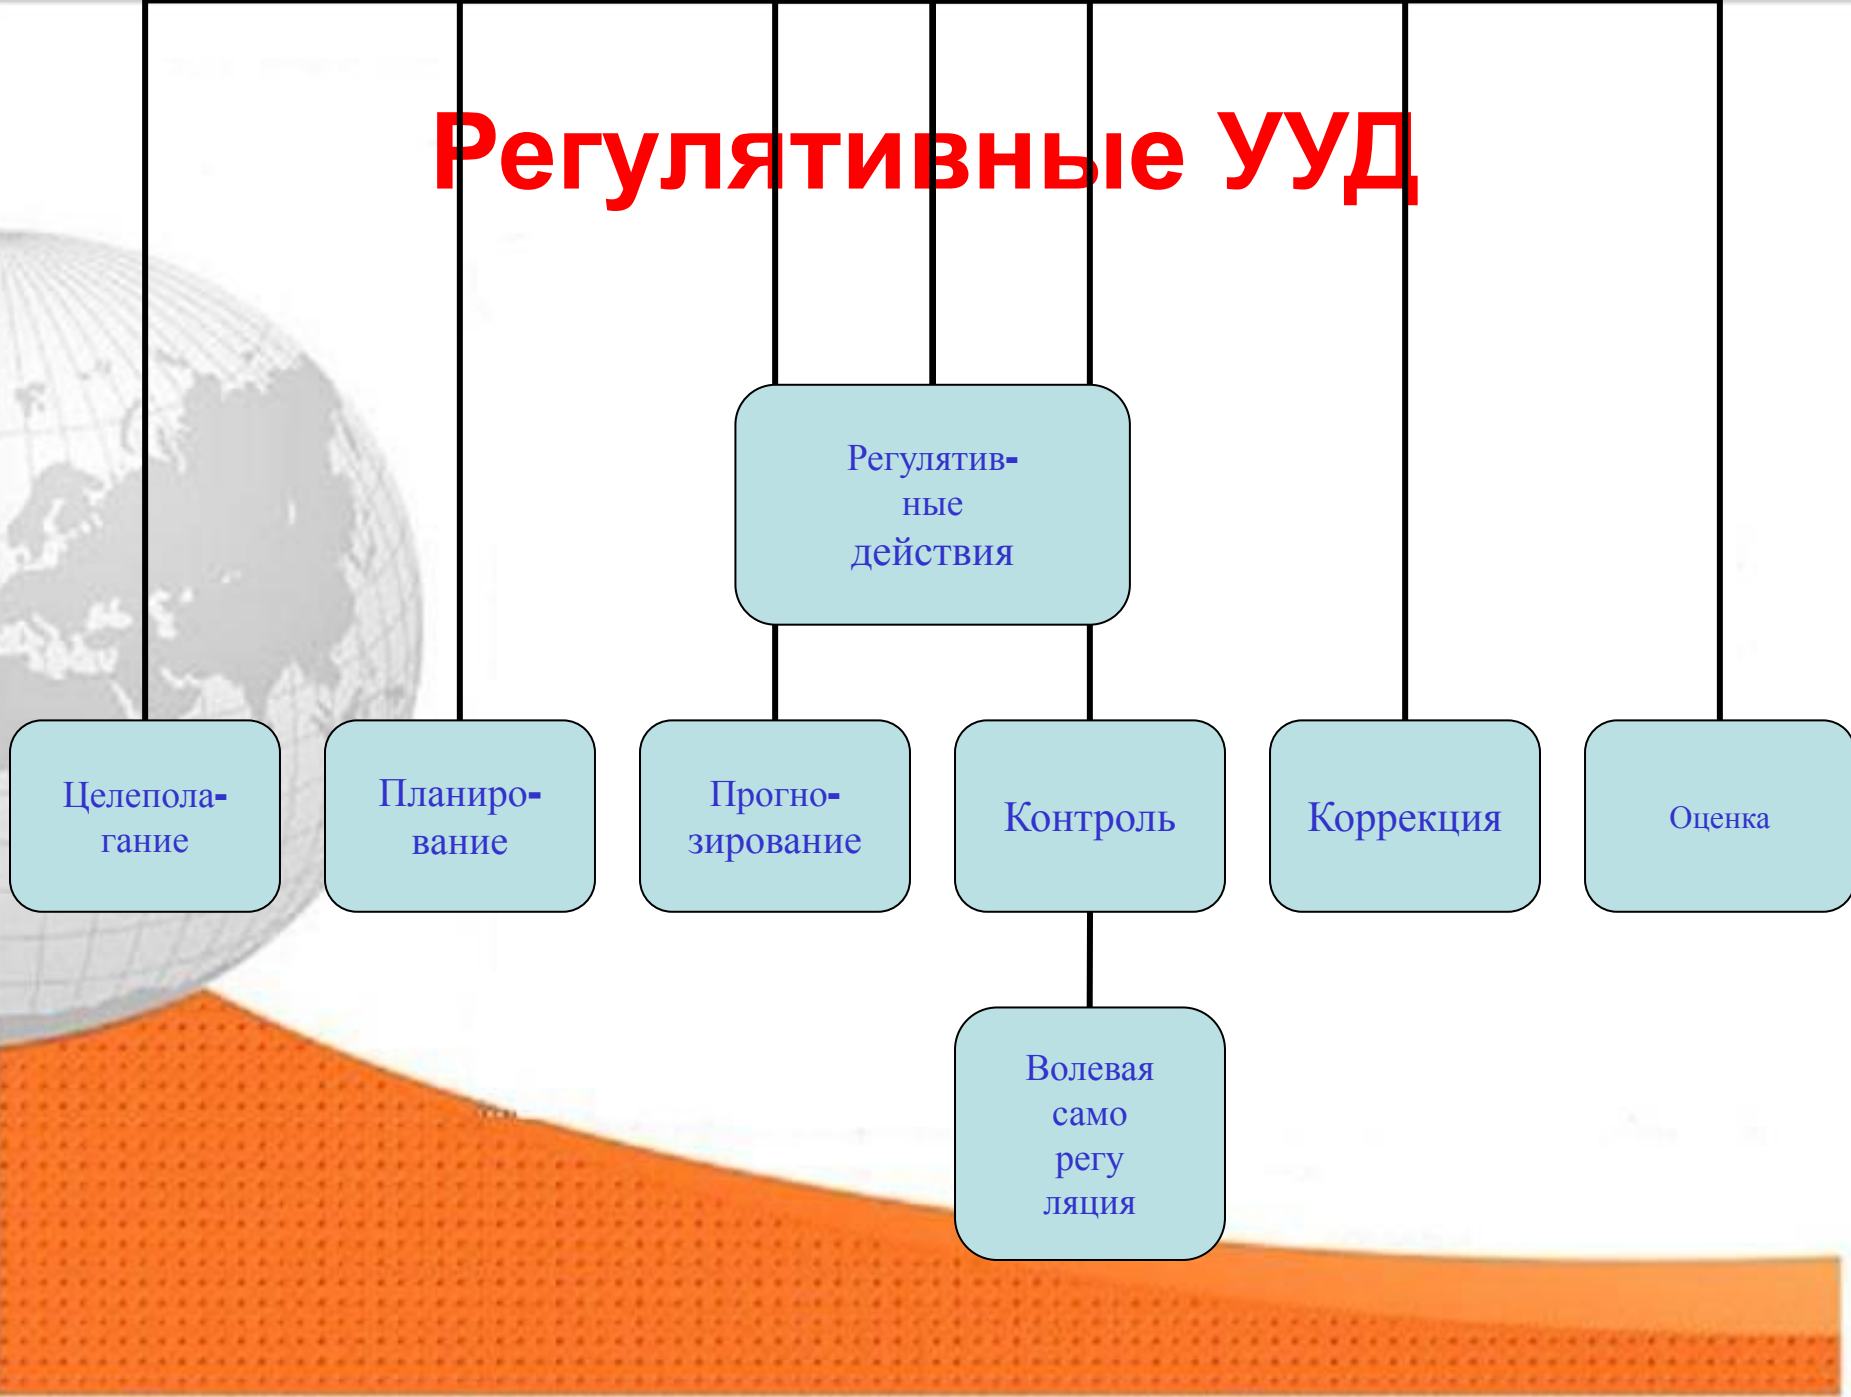 Регулятивные УУД
Регулятив-
ные
действия
Целепола-
гание
Планиро-
вание
Прогно-
зирование
Контроль
Коррекция
Оценка
Волевая
само
регу
ляция